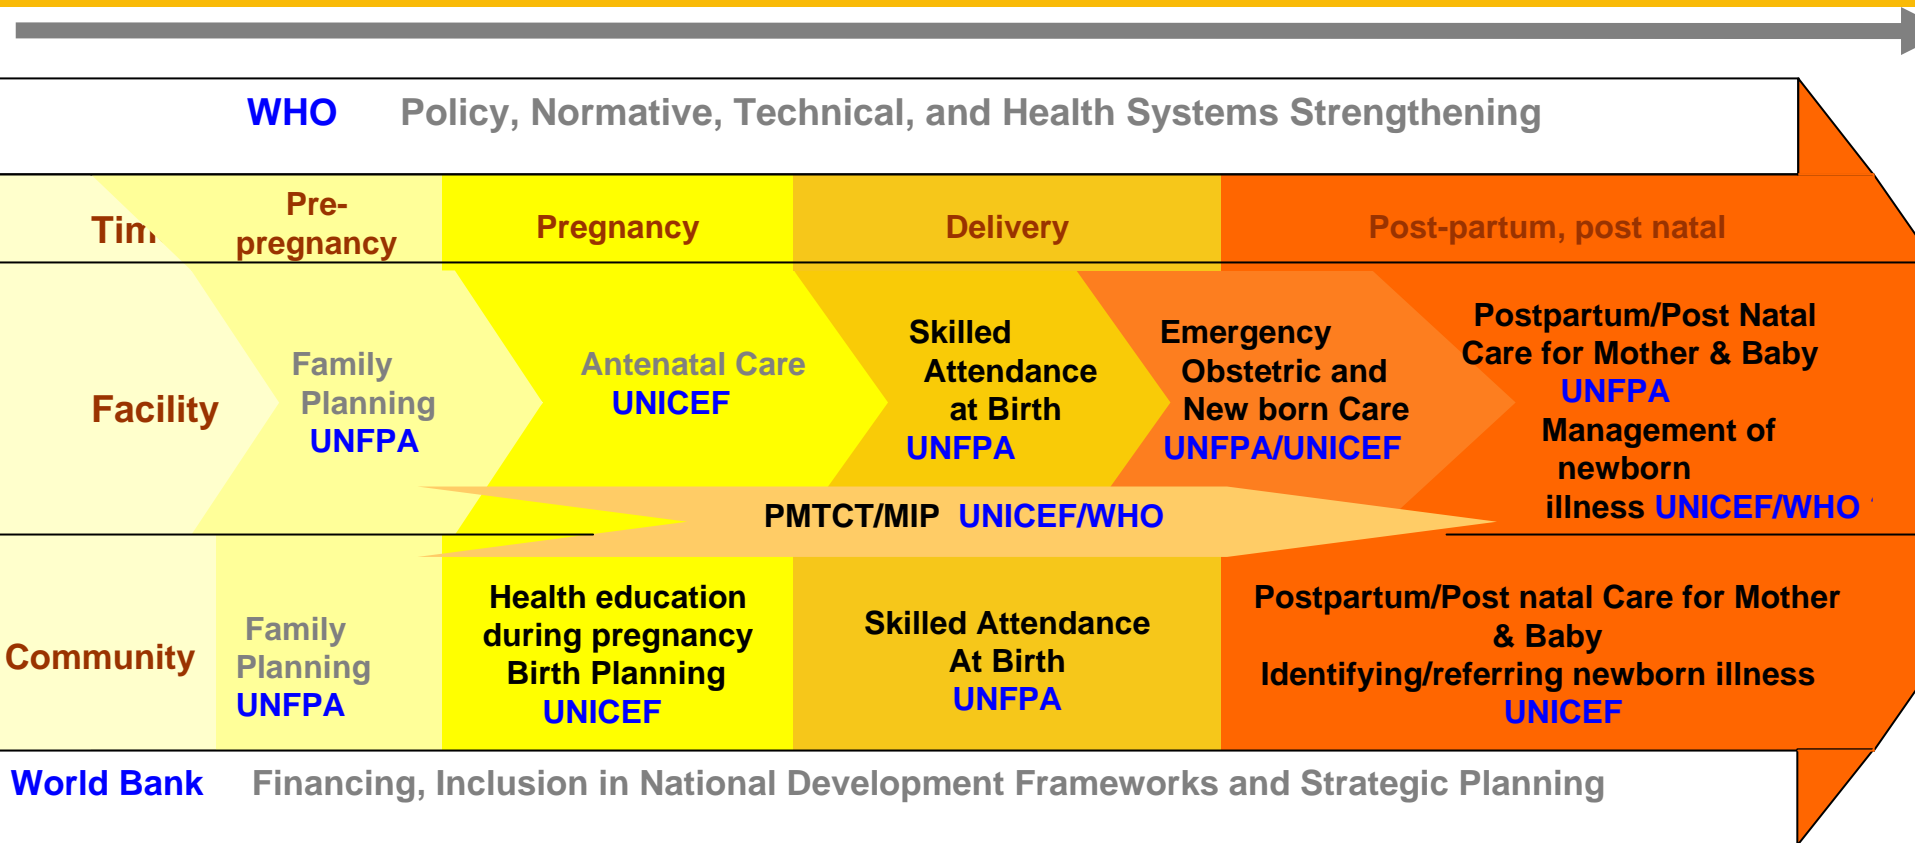 WHO Policy, Normative, Technical, and Health Systems Strengthening
Pre-
pregnancy
Pregnancy
Delivery
Post-partum, post natal
Facility
Family
Planning
UNFPA
Antenatal Care
UNICEF
Skilled
Attendance
at Birth
UNFPA
Emergency
Obstetric and
New born Care
UNFPA/UNICEF
Postpartum/Post Natal
Care for Mother & Baby
UNFPA
Management of
newborn
illness UNICEF/WHO
PMTCT/MIP UNICEF/WHO
Community
Family
Planning
UNFPA
Health education
during pregnancy
Birth Planning
UNICEF
Skilled Attendance
At Birth
UNFPA
Postpartum/Post natal Care for Mother
& Baby
Identifying/referring newborn illness
UNICEF
World Bank Financing, Inclusion in National Development Frameworks and Strategic Planning